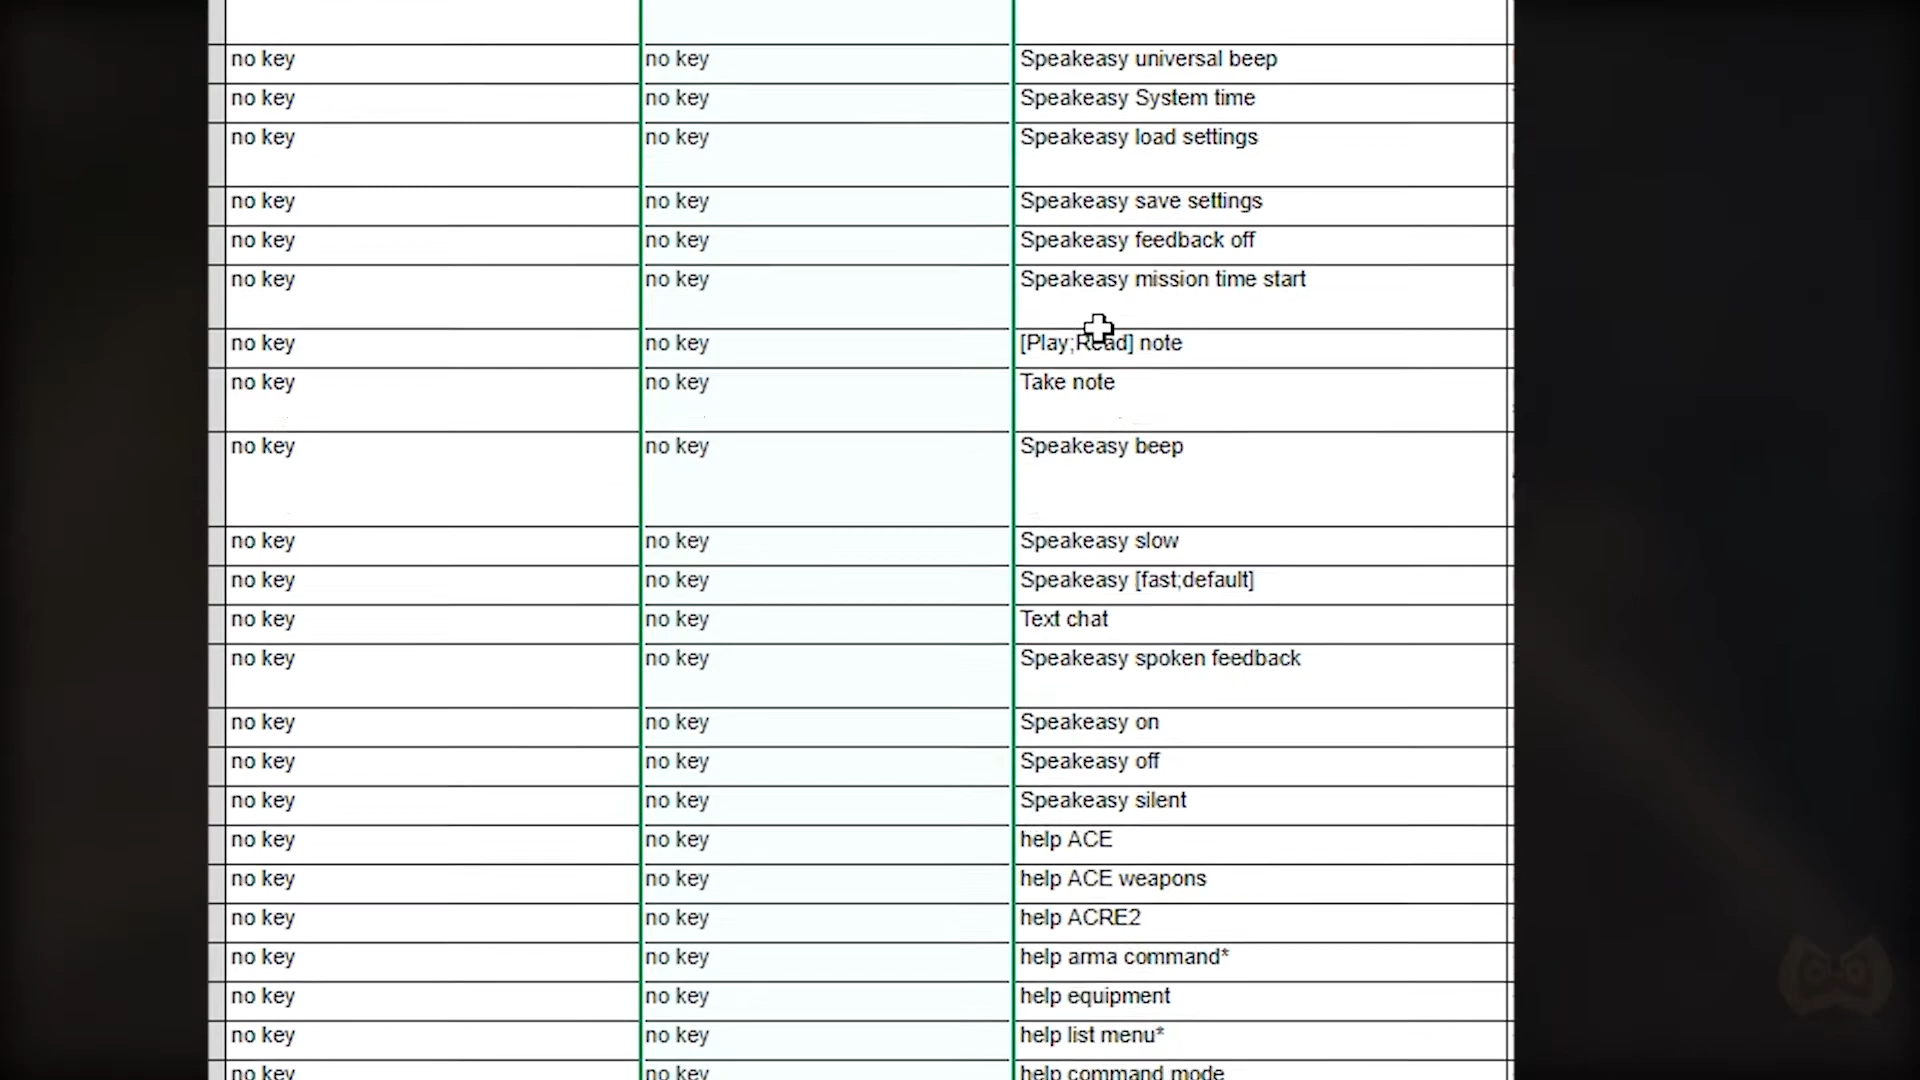 no key no key Speakeasy universal beep
no key no key Speakeasy System time
no key no key Speakeasy load settings
no key no key Speakeasy save settings
no key no key Speakeasy feedback off
no key no key Speakeasy mission time start
no key no key [Play;Read] note
no key no key Take note
no key no key Speakeasy beep
no key no key Speakeasy slow
no key no key Speakeasy [fast;default]
no key no key Text chat
no key no key Speakeasy spoken feedback
no key no key Speakeasy on
no key no key Speakeasy off
no key no key Speakeasy silent
no key no key help ACE
no key no key help ACE weapons
no key no key help ACRE2
no key no key help arma command*
no key no key help equipment
no key no key help list menu*
no key no key help command mode